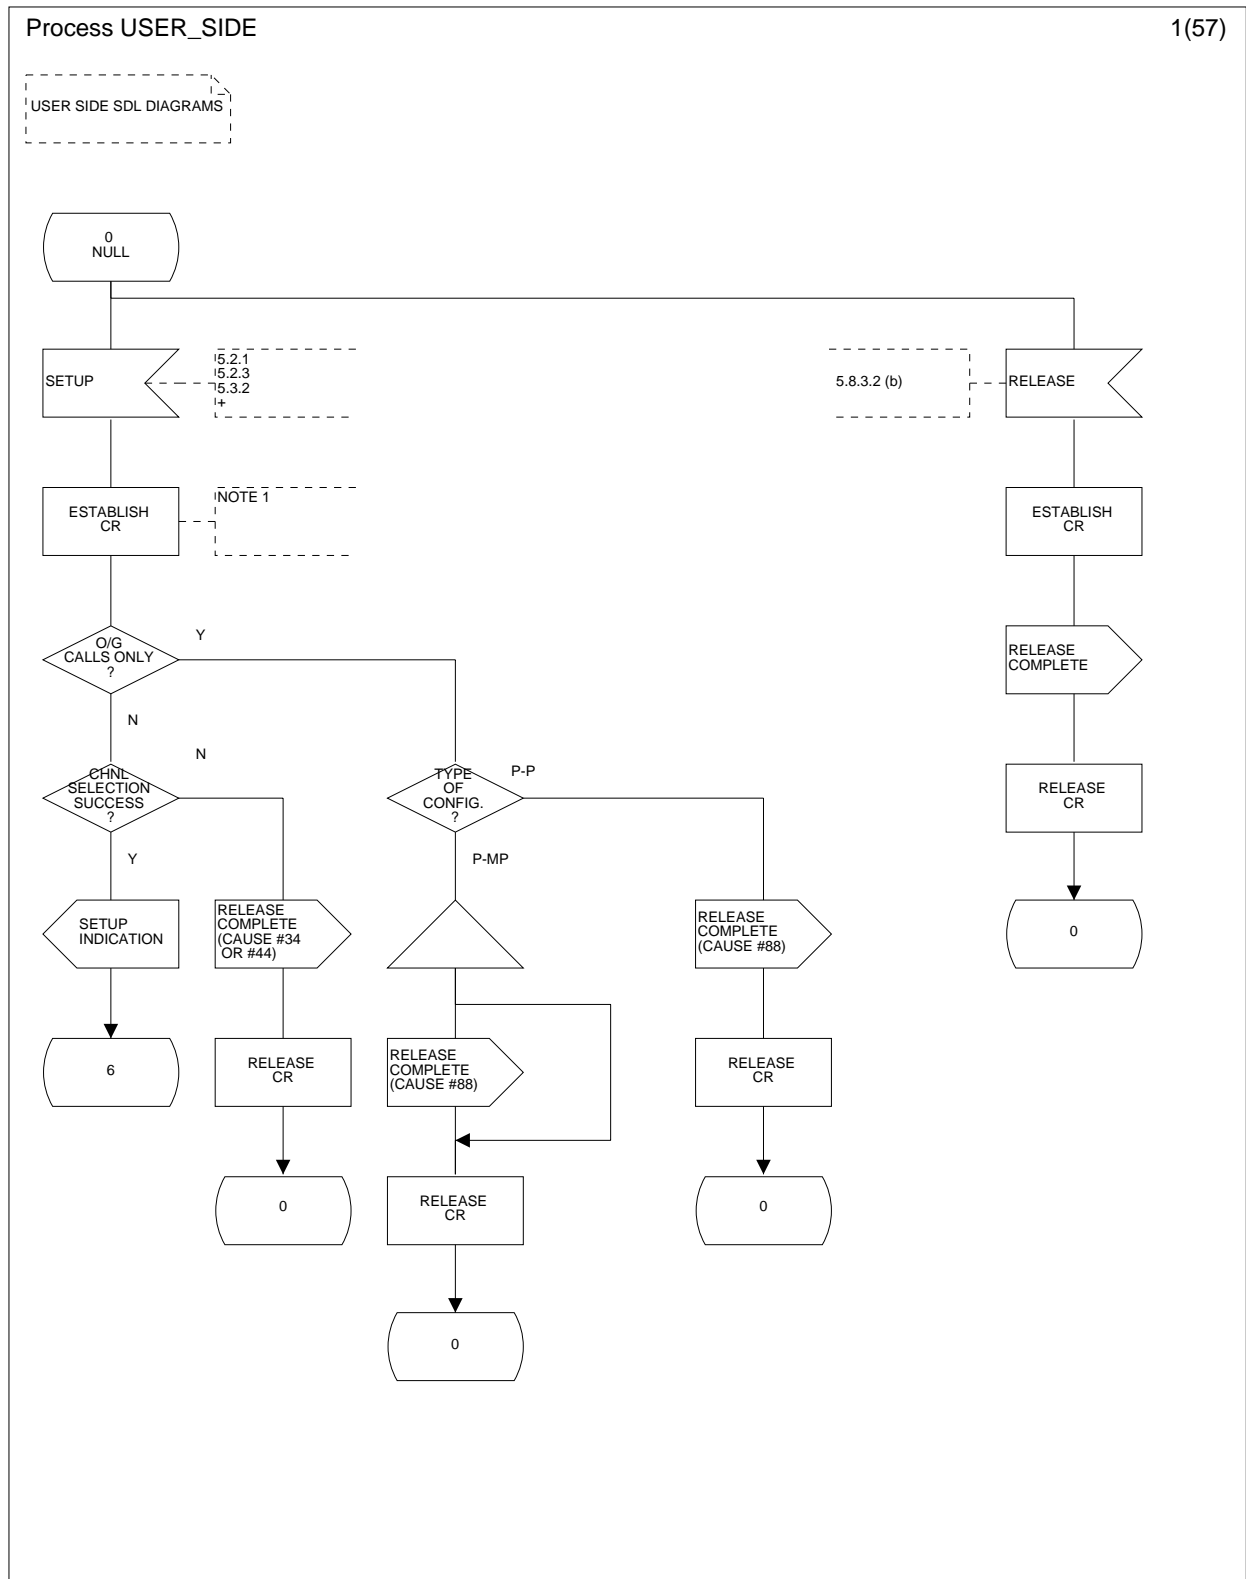 Process USER_SIDE
1(57)
USER SIDE SDL DIAGRAMS
0
NULL
SETUP
5.2.1
5.2.3
5.3.2
+
5.8.3.2 (b)
RELEASE
ESTABLISH
CR
NOTE 1
ESTABLISH
CR
O/G
CALLS ONLY
?
Y
N
RELEASE
COMPLETE
CHNL
SELECTION
SUCCESS
?
N
Y
TYPE
OF
CONFIG.
?
P-P
P-MP
RELEASE
CR
SETUP
INDICATION
RELEASE
COMPLETE
(CAUSE #34
OR #44)
RELEASE
COMPLETE
(CAUSE #88)
0
6
RELEASE
CR
RELEASE
COMPLETE
(CAUSE #88)
RELEASE
CR
0
RELEASE
CR
0
0